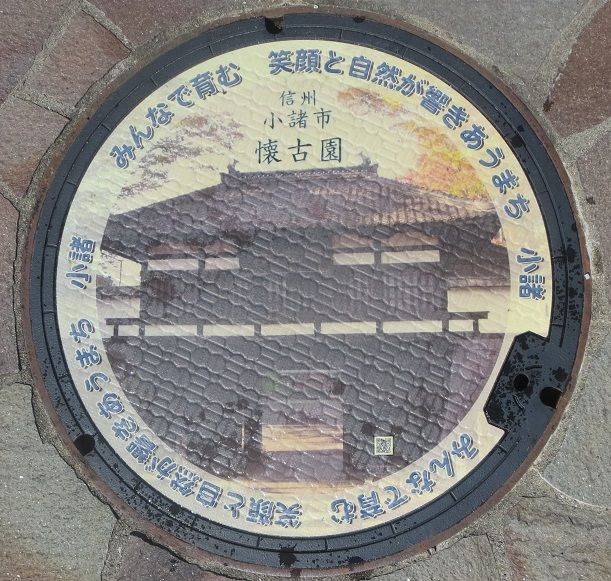 みんなで育む 笑顔と自然が響きあうまち 小諸
信州
小諸市
懐古園
みんなで育む 笑顔と自然が響きあうまち 小諸